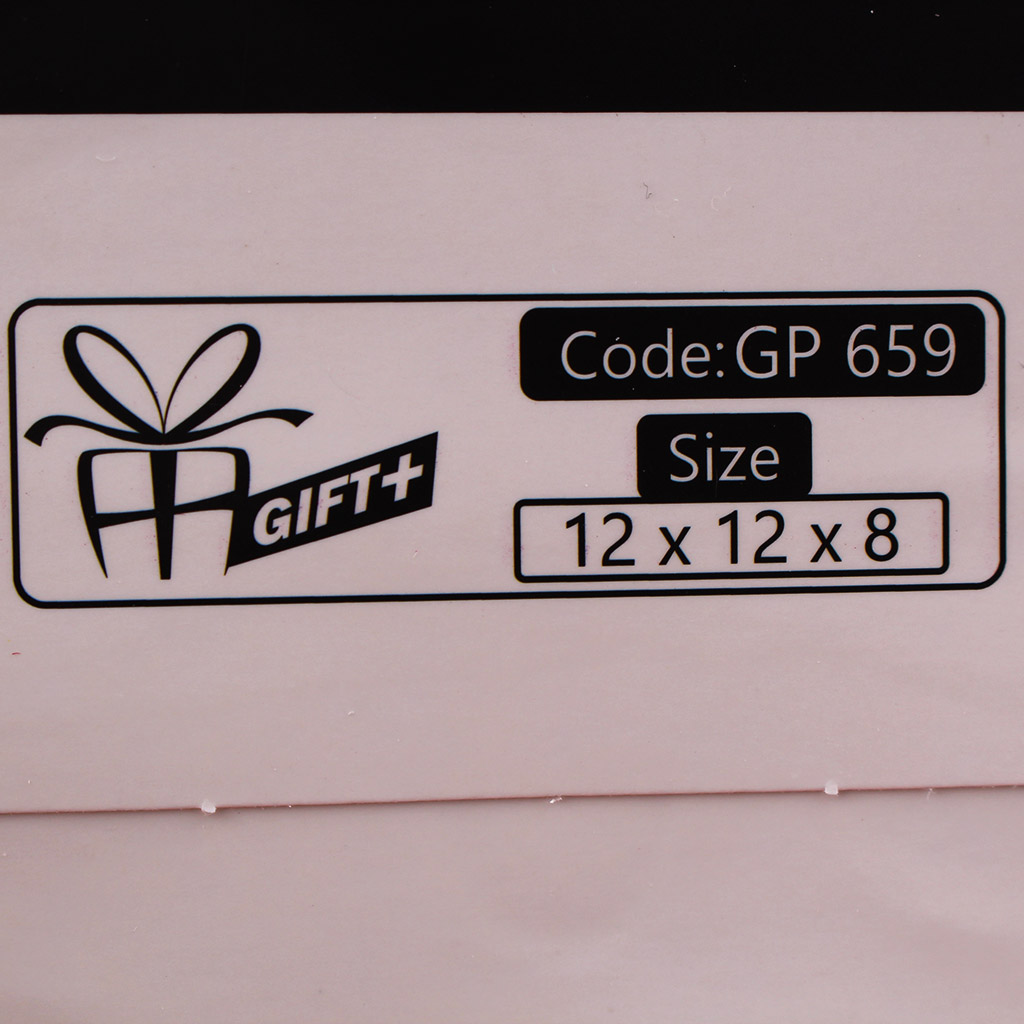 GIFT+
Code: GP 659
Size
12 x 12 x 8